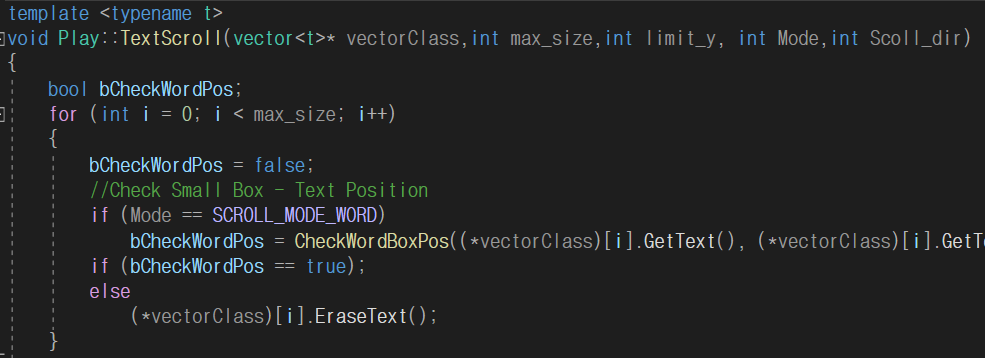 template <typename t>
void Play::TextScroll(vector<t>* vectorClass,int max_size,int limit_y, int Mode,int Scoll_dir)
{
bool bCheckWordPos;
for (int i = 0; i < max_size; i++)
{
bCheckWordPos = false;
//Check Small Box - Text Position
if (Mode == SCROLL_MODE_WORD)
bCheckWordPos = CheckWordBoxPos((*vectorClass)[i].GetText(), (*vectorClass)[i].GetT
if (bCheckWordPos == true);
else
(*vectorClass)[i].EraseText();
}